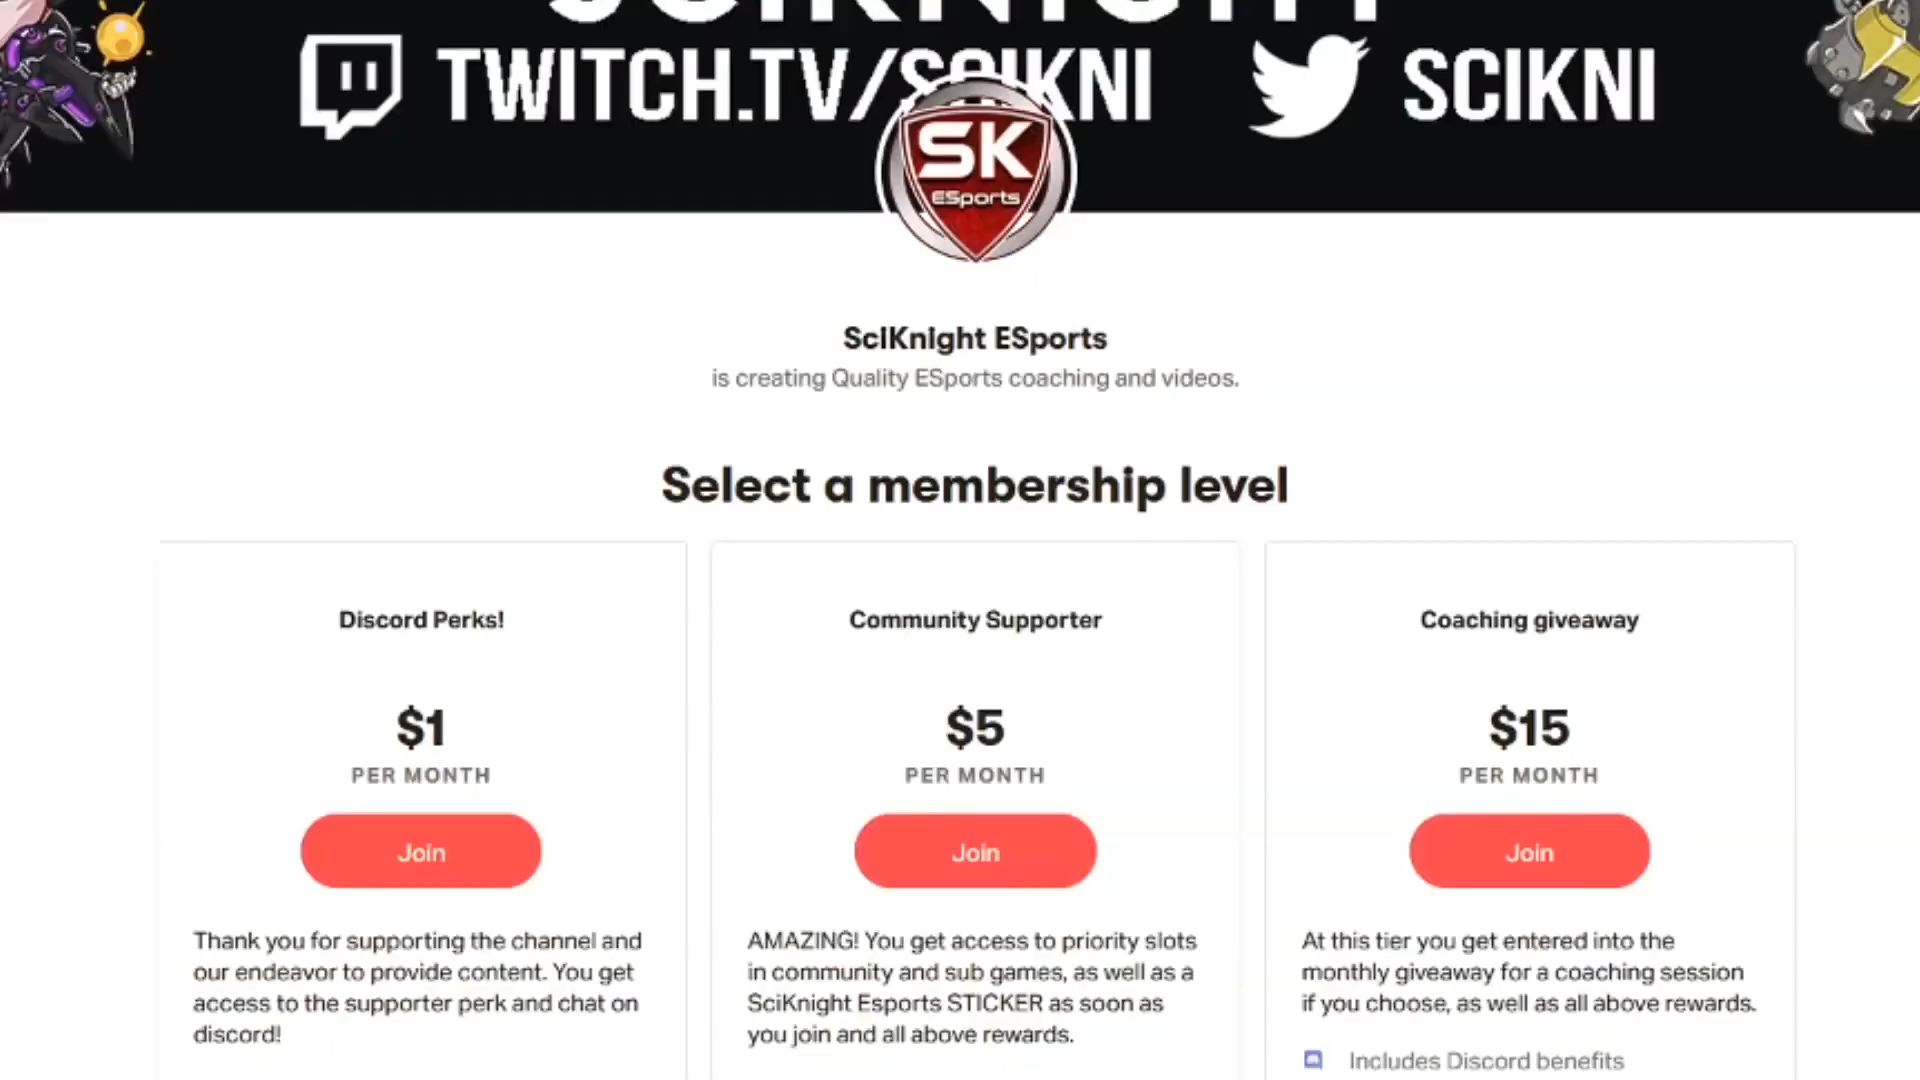 SCIKNIGHT
TWITCH.TV/SCIKNI
SCIKNI
SK
ESports
SciKnight ESports
is creating Quality ESports coaching and videos.
Select a membership level
Discord Perks!
$1
PER MONTH
Join
Thank you for supporting the channel and
our endeavor to provide content. You get
access to the supporter perk and chat on
discord!
Community Supporter
$5
PER MONTH
Join
AMAZING! You get access to priority slots
in community and sub games, as well as a
SciKnight Esports STICKER as soon as
you join and all above rewards.
Coaching giveaway
$15
PER MONTH
Join
At this tier you get entered into the
monthly giveaway for a coaching session
if you choose, as well as all above rewards.
Includes Discord benefits